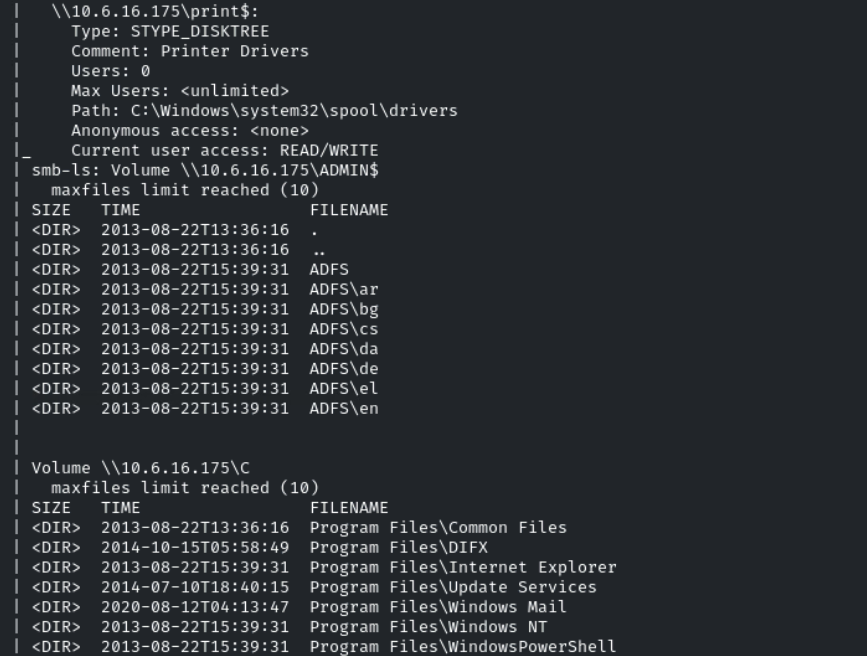 |   \\10.6.16.175\print$:
|     Type: STYPE_DISKTREE
|     Comment: Printer Drivers
|     Users: 0
|     Max Users: <unlimited>
|     Path: C:\Windows\system32\spool\drivers
|     Anonymous access: <none>
|_    Current user access: READ/WRITE
| smb-ls: Volume \\10.6.16.175\ADMIN$
|   maxfiles limit reached (10)
| SIZE   TIME                 FILENAME
| <DIR>  2013-08-22T13:36:16  .
| <DIR>  2013-08-22T13:36:16  ..
| <DIR>  2013-08-22T15:39:31  ADFS
| <DIR>  2013-08-22T15:39:31  ADFS\ar
| <DIR>  2013-08-22T15:39:31  ADFS\bg
| <DIR>  2013-08-22T15:39:31  ADFS\cs
| <DIR>  2013-08-22T15:39:31  ADFS\da
| <DIR>  2013-08-22T15:39:31  ADFS\de
| <DIR>  2013-08-22T15:39:31  ADFS\el
| <DIR>  2013-08-22T15:39:31  ADFS\en
|
|
| Volume \\10.6.16.175\C
|   maxfiles limit reached (10)
| SIZE   TIME                 FILENAME
| <DIR>  2013-08-22T13:36:16  Program Files\Common Files
| <DIR>  2014-10-15T05:58:49  Program Files\DIFX
| <DIR>  2013-08-22T15:39:31  Program Files\Internet Explorer
| <DIR>  2014-07-10T18:40:15  Program Files\Update Services
| <DIR>  2020-08-12T04:13:47  Program Files\Windows Mail
| <DIR>  2013-08-22T15:39:31  Program Files\Windows NT
| <DIR>  2013-08-22T15:39:31  Program Files\WindowsPowerShell